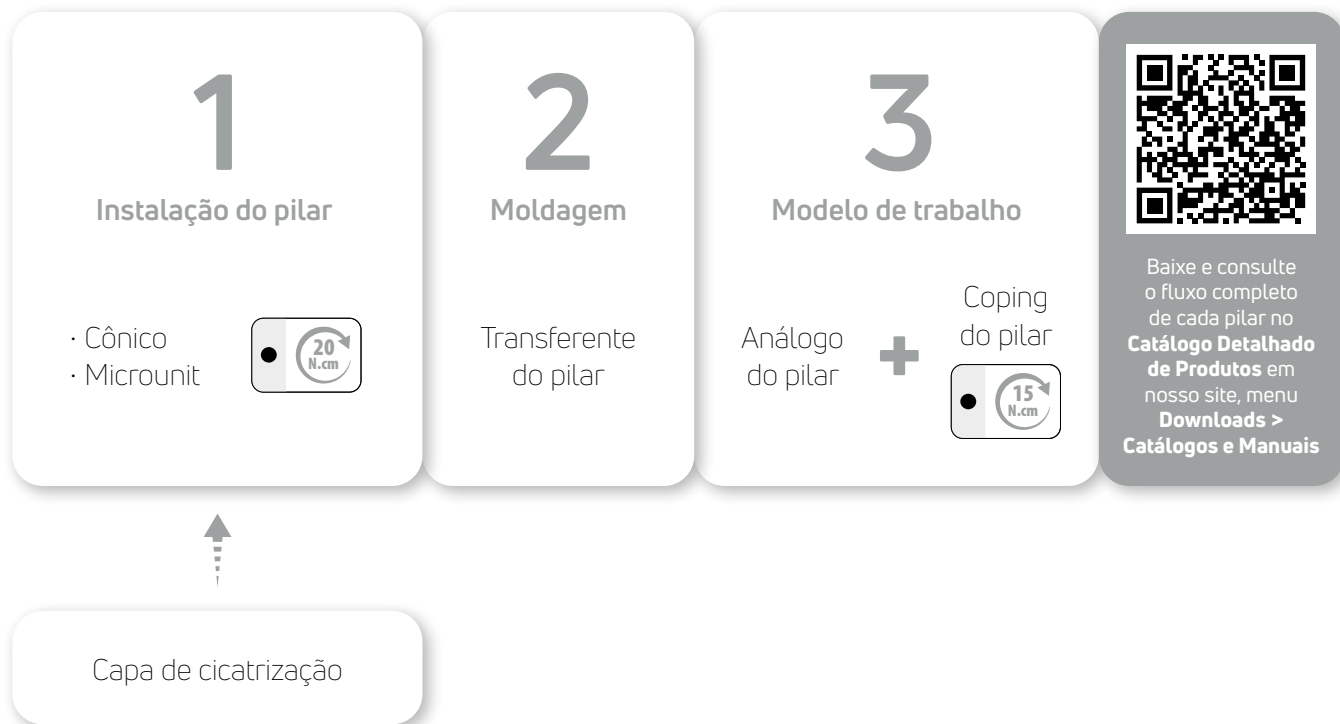 1
Instalação do pilar
· Cônico
· Microunit
20
N.cm
2
Moldagem
Transferente
do pilar
3
Modelo de trabalho
Análogo
do pilar
+
Coping
do pilar
15
N.cm
Baixe e consulte
o fluxo completo
de cada pilar no
Catálogo Detalhado
de Produtos em
nosso site, menu
Downloads >
Catálogos e Manuais
Capa de cicatrização